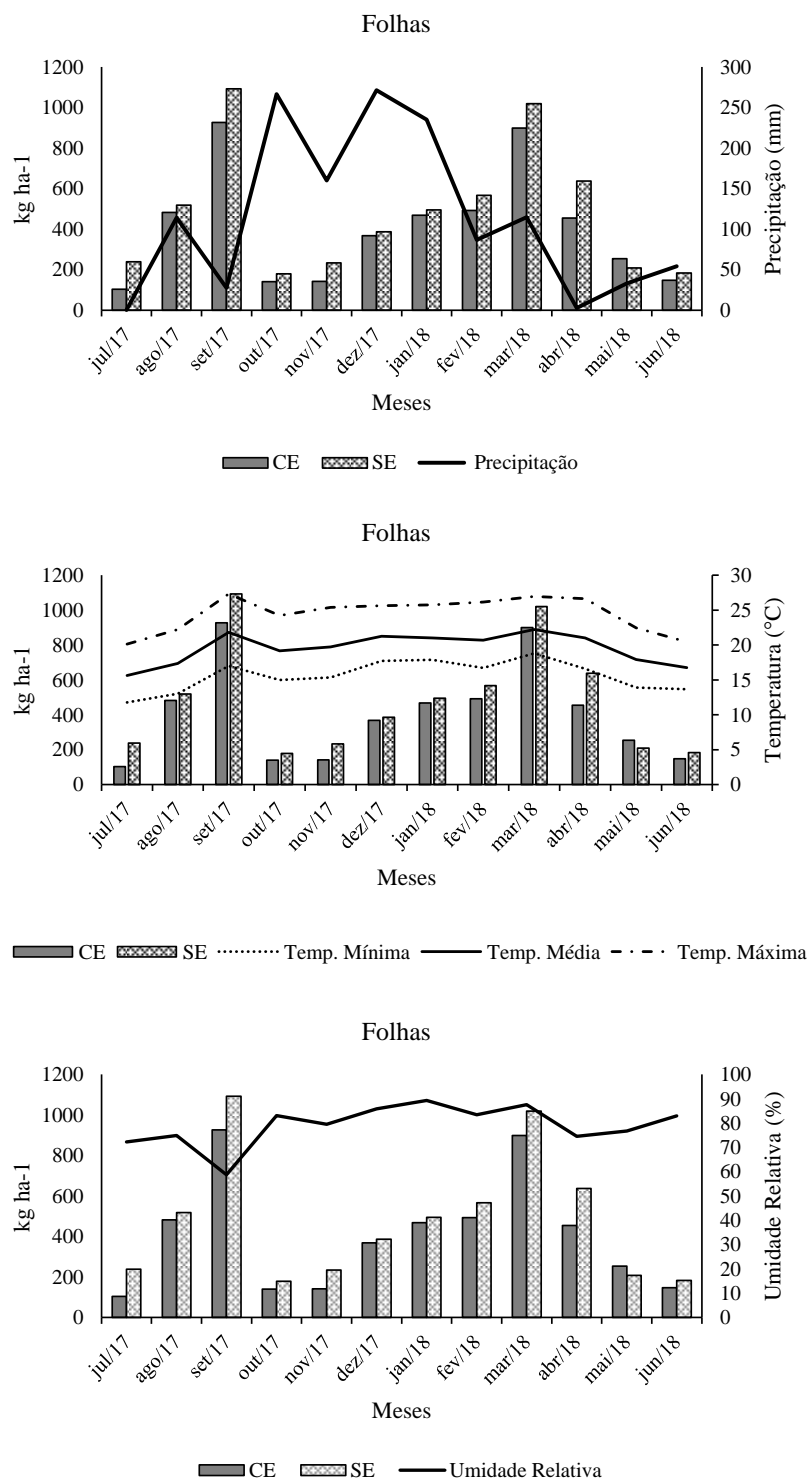 Folhas
1200
1000
800
600
400
200
0
kg ha-1
300
250
200
150
100
50
0
Precipitação (mm)
jul/17 ago/17 set/17 out/17 nov/17 dez/17 jan/18 fev/18 mar/18 abr/18 mai/18 jun/18
Meses
CE SE Precipitação
Folhas
1200
1000
800
600
400
200
0
kg ha-1
30
25
20
15
10
5
0
Temperatura (°C)
jul/17 ago/17 set/17 out/17 nov/17 dez/17 jan/18 fev/18 mar/18 abr/18 mai/18 jun/18
Meses
CE SE Temp. Mínima Temp. Média Temp. Máxima
Folhas
1200
1000
800
600
400
200
0
kg ha-1
100
90
80
70
60
50
40
30
20
10
0
Umidade Relativa (%)
jul/17 ago/17 set/17 out/17 nov/17 dez/17 jan/18 fev/18 mar/18 abr/18 mai/18 jun/18
Meses
CE SE Umidade Relativa